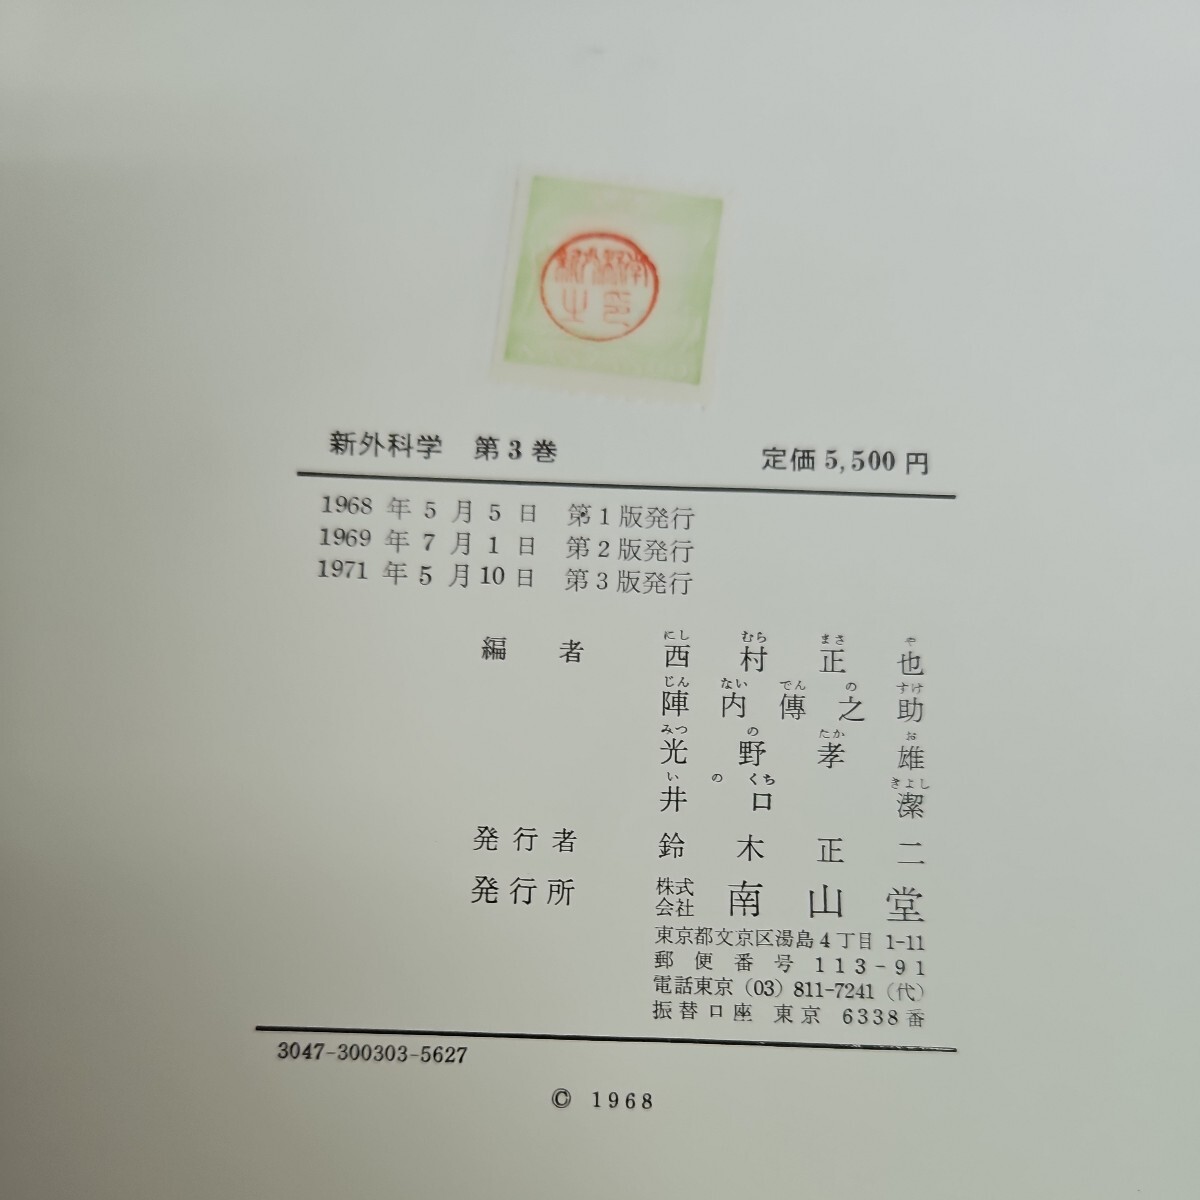 新外科学 第3巻 定価 5,500 円
1968 年 5 月 5 日 第1版発行
1969 年 7 月 1 日 第2版発行
1971 年 5 月 10 日 第3版発行
にし むら まさ や
編者 西村正也
じん ない でん の すけ
陣内傳之助
みつ の たか お
光野孝雄
い の くち きよし
井口 潔
発行者 鈴木正二
発行所 株式会社 南山堂
東京都文京区湯島4丁目 1-11
郵便番号 113-91
電話東京 (03) 811-7241 (代)
振替口座 東京 6338番
3047-300303-5627
© 1968